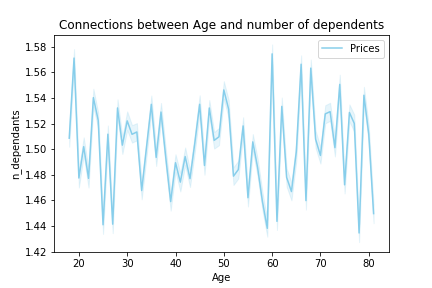 Connections between Age and number of dependents
Prices
n_dependants
1.58
1.56
1.54
1.52
1.50
1.48
1.46
1.44
1.42
20 30 40 50 60 70 80
Age